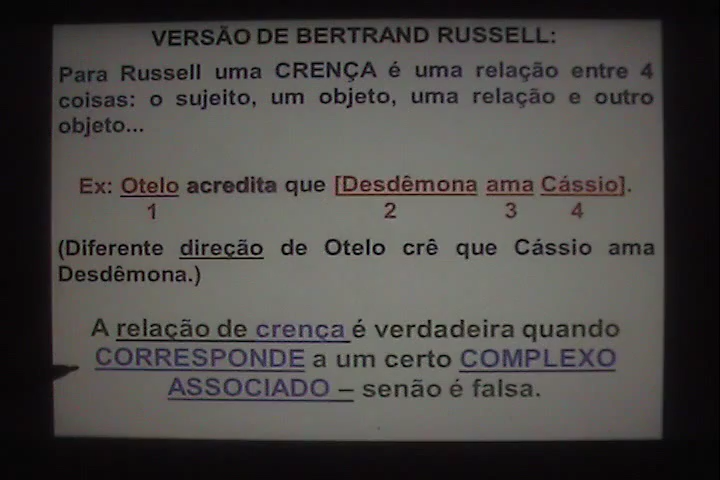 VERSÃO DE BERTRAND RUSSELL:
Para Russell uma CRENÇA é uma relação entre 4
coisas: o sujeito, um objeto, uma relação e outro
objeto...
Ex: Otelo acredita que [Desdêmona ama Cássio].
1 2 3 4
(Diferente direção de Otelo crê que Cássio ama
Desdêmona.)
A relação de crença é verdadeira quando
CORRESPONDE a um certo COMPLEXO
ASSOCIADO – senão é falsa.